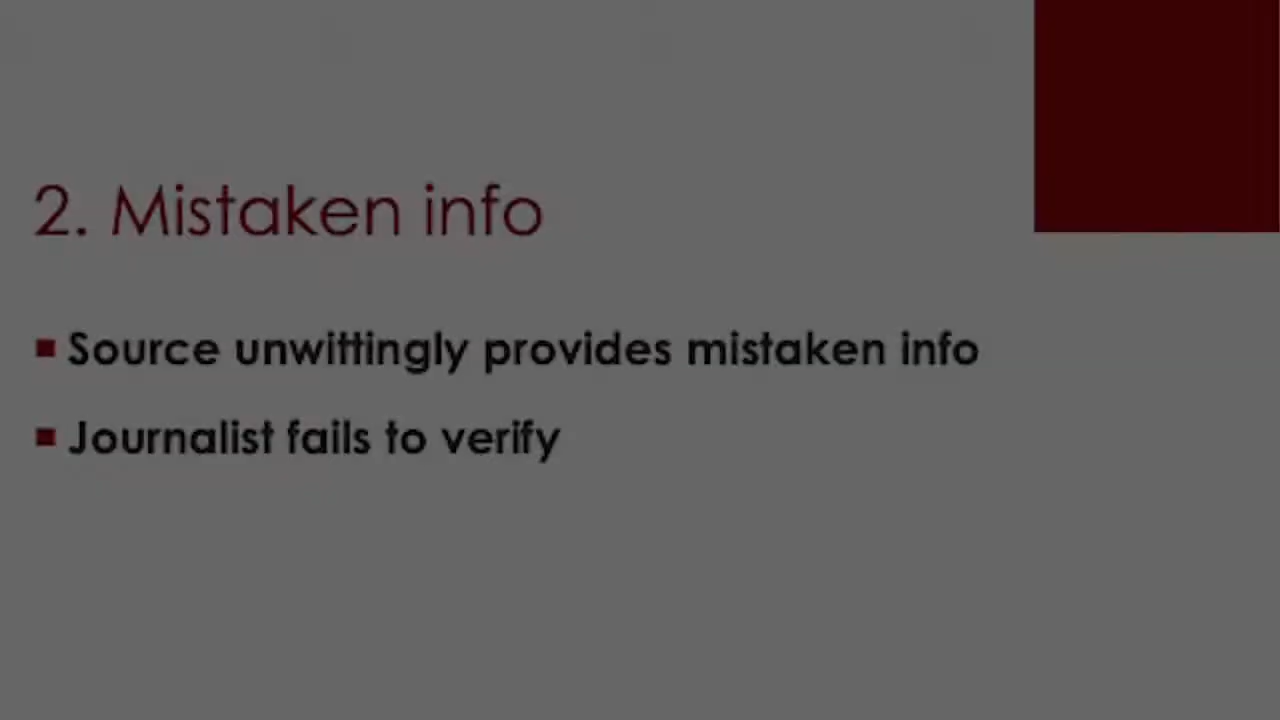 2. Mistaken info
Source unwittingly provides mistaken info
Journalist fails to verify